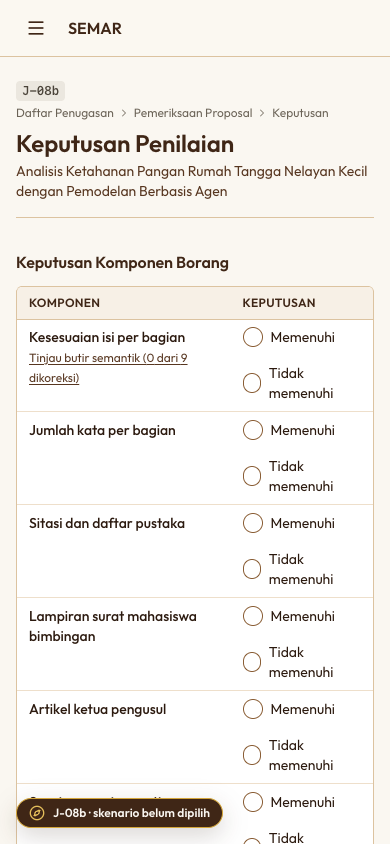 SEMAR
J-08b
Daftar Penugasan > Pemeriksaan Proposal > Keputusan
Keputusan Penilaian
Analisis Ketahanan Pangan Rumah Tangga Nelayan Kecil
dengan Pemodelan Berbasis Agen
Keputusan Komponen Borang
KOMPONEN KEPUTUSAN
Kesesuaian isi per bagian
Tinjau butir semantik (0 dari 9
dikoreksi)
Memenuhi
Tidak
memenuhi
Jumlah kata per bagian
Memenuhi
Tidak
memenuhi
Sitasi dan daftar pustaka
Memenuhi
Tidak
memenuhi
Lampiran surat mahasiswa
bimbingan
Memenuhi
Tidak
memenuhi
Artikel ketua pengusul
Memenuhi
Tidak
memenuhi
Memenuhi
Tidak
J-08b · skenario belum dipilih